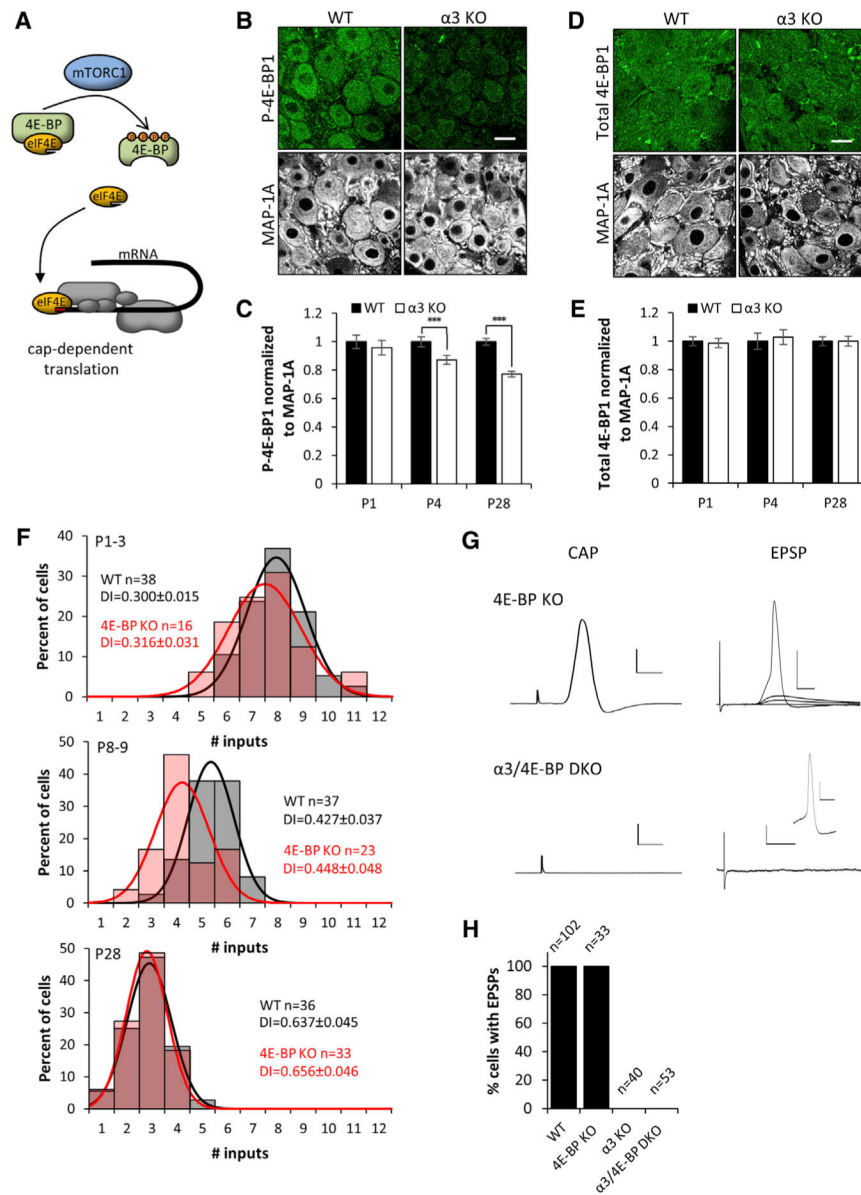 A
mTORC1
4E-BP
eIF4E
P P P P
4E-BP
eIF4E
mRNA
eIF4E
cap-dependent
translation
B
WT
α3 KO
P-4E-BP1
MAP-1A
C
WT α3 KO
P-4E-BP1 normalized
to MAP-1A
1.2
1
0.8
0.6
0.4
0.2
0
*** ***
P1 P4 P28
D
WT
α3 KO
Total 4E-BP1
MAP-1A
E
WT α3 KO
Total 4E-BP1 normalized
to MAP-1A
1.2
1
0.8
0.6
0.4
0.2
0
P1 P4 P28
F
P1-3
WT n=38
DI=0.300±0.015
4E-BP KO n=16
DI=0.316±0.031
Percent of cells
40
30
20
10
0
1 2 3 4 5 6 7 8 9 10 11 12
# inputs
P8-9
WT n=37
DI=0.427±0.037
4E-BP KO n=23
DI=0.448±0.048
Percent of cells
50
40
30
20
10
0
1 2 3 4 5 6 7 8 9 10 11 12
# inputs
P28
WT n=36
DI=0.637±0.045
4E-BP KO n=33
DI=0.656±0.046
Percent of cells
50
40
30
20
10
0
1 2 3 4 5 6 7 8 9 10 11 12
# inputs
G
CAP EPSP
4E-BP KO
α3/4E-BP DKO
H
% cells with EPSPs
100
80
60
40
20
0
n=102
n=33
n=40
n=53
WT
4E-BP KO
α3 KO
α3/4E-BP DKO